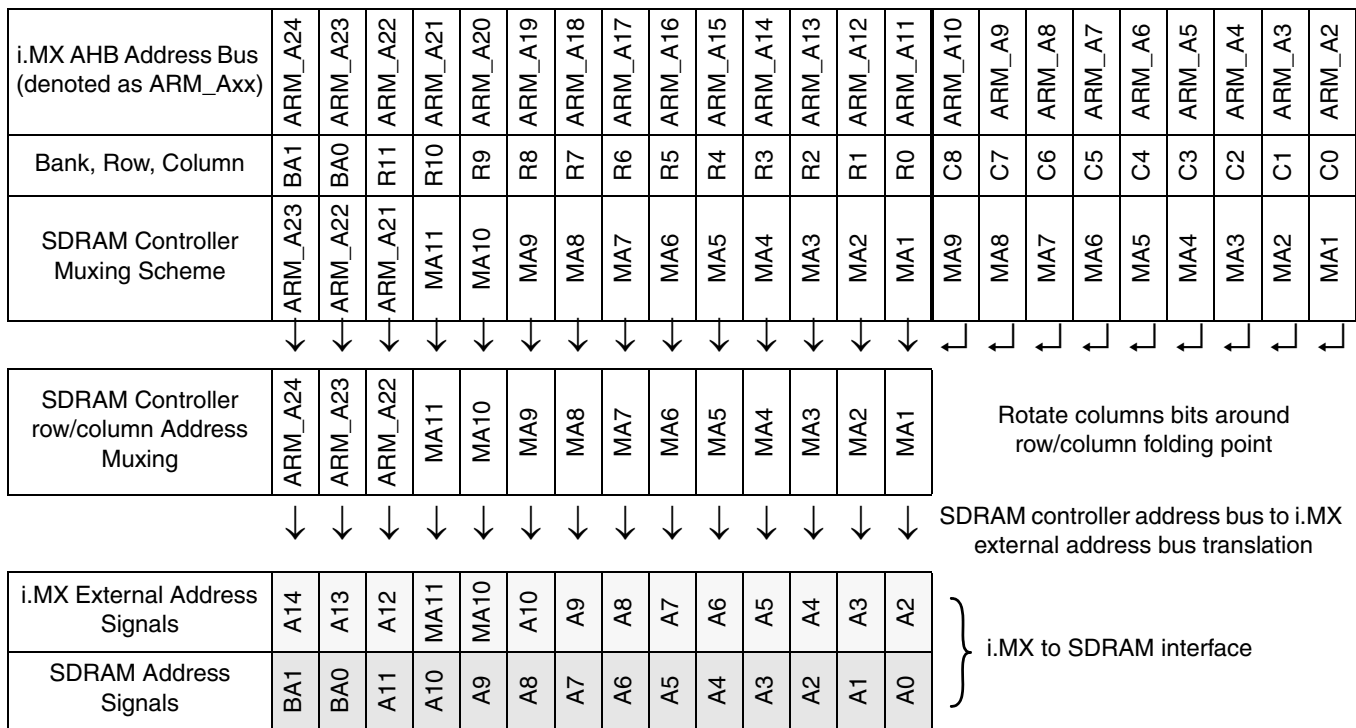 i.MX AHB Address Bus
(denoted as ARM_Axx)
ARM_A24 ARM_A23 ARM_A22 ARM_A21 ARM_A20 ARM_A19 ARM_A18 ARM_A17 ARM_A16 ARM_A15 ARM_A14 ARM_A13 ARM_A12 ARM_A11 ARM_A10 ARM_A9 ARM_A8 ARM_A7 ARM_A6 ARM_A5 ARM_A4 ARM_A3 ARM_A2
Bank, Row, Column
BA1 BA0 R11 R10 R9 R8 R7 R6 R5 R4 R3 R2 R1 R0 C8 C7 C6 C5 C4 C3 C2 C1 C0
SDRAM Controller
Muxing Scheme
ARM_A23 ARM_A22 ARM_A21 MA11 MA10 MA9 MA8 MA7 MA6 MA5 MA4 MA3 MA2 MA1 MA9 MA8 MA7 MA6 MA5 MA4 MA3 MA2 MA1
SDRAM Controller
row/column Address
Muxing
ARM_A24 ARM_A23 ARM_A22 MA11 MA10 MA9 MA8 MA7 MA6 MA5 MA4 MA3 MA2 MA1
Rotate columns bits around
row/column folding point
SDRAM controller address bus to i.MX
external address bus translation
i.MX External Address
Signals
A14 A13 A12 MA11 MA10 A10 A9 A8 A7 A6 A5 A4 A3 A2
SDRAM Address
Signals
BA1 BA0 A11 A10 A9 A8 A7 A6 A5 A4 A3 A2 A1 A0
i.MX to SDRAM interface